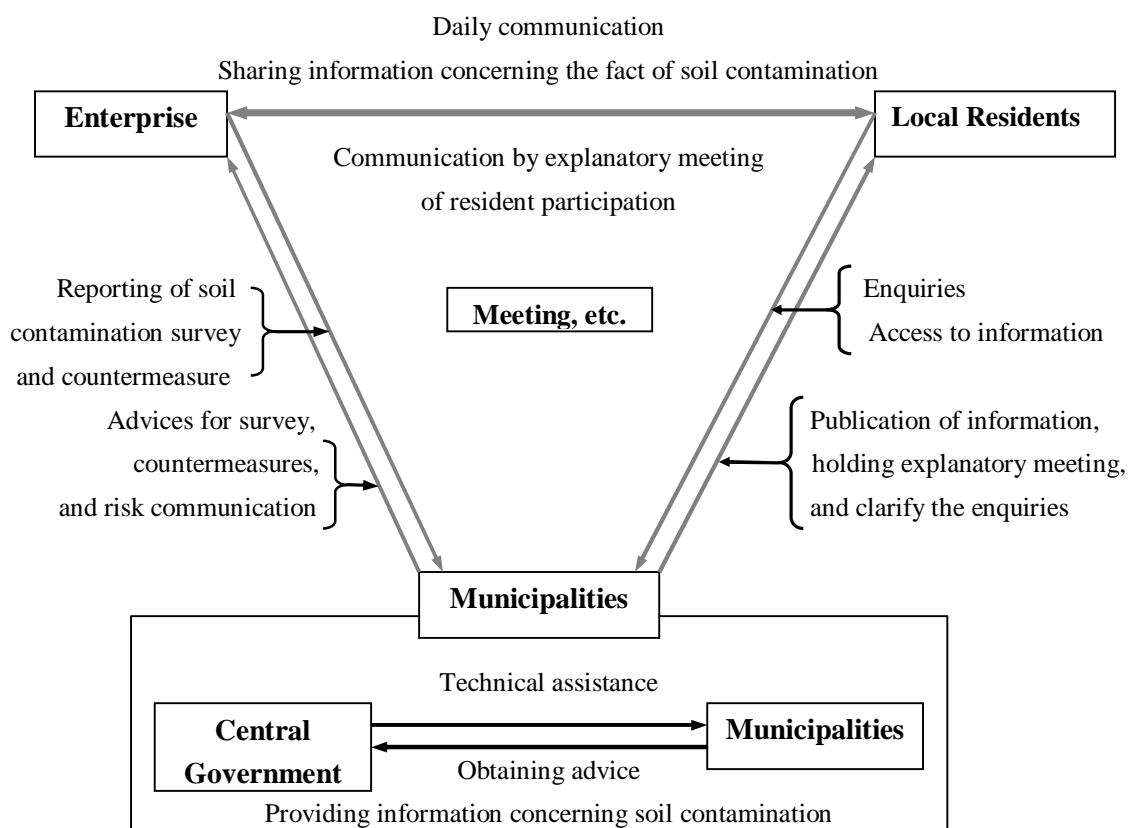 Daily communication
Sharing information concerning the fact of soil contamination
Enterprise
Local Residents
Communication by explanatory meeting
of resident participation
Reporting of soil
contamination survey
and countermeasure
Meeting, etc.
Enquiries
Access to information
Advices for survey,
countermeasures,
and risk communication
Publication of information,
holding explanatory meeting,
and clarify the enquiries
Municipalities
Technical assistance
Central
Government
Municipalities
Obtaining advice
Providing information concerning soil contamination